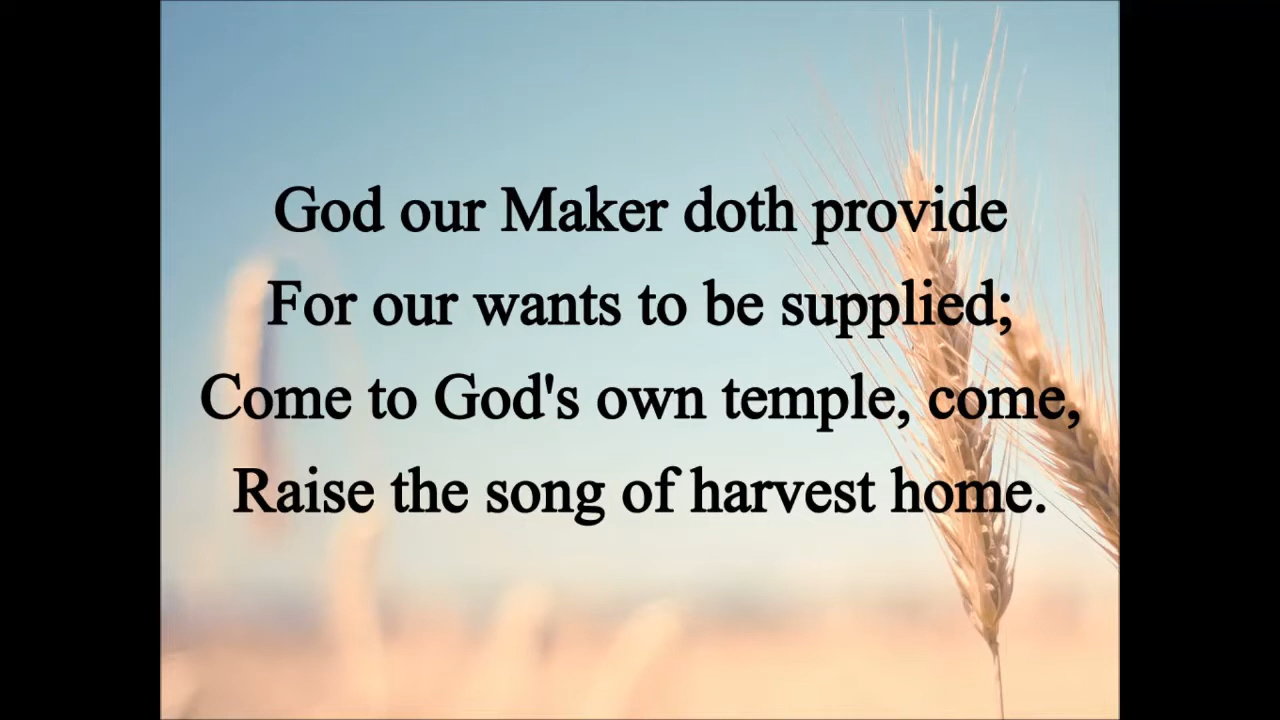 God our Maker doth provide
For our wants to be supplied;
Come to God's own temple, come,
Raise the song of harvest home.